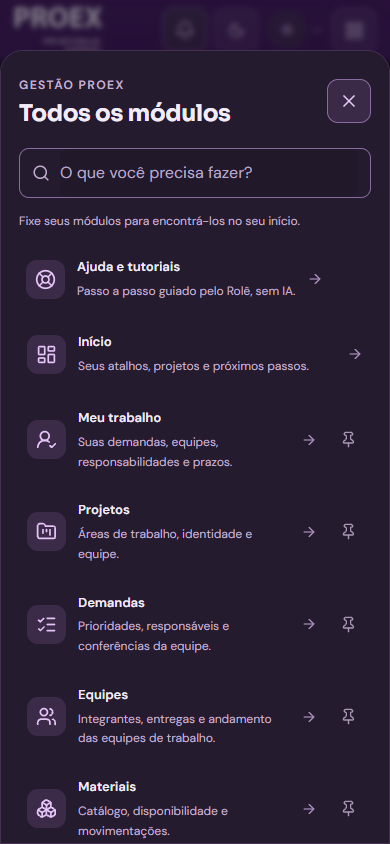 PROEX
GESTÃO PROEX
Todos os módulos
O que você precisa fazer?
Fixe seus módulos para encontrá-los no seu início.
Ajuda e tutoriais
Passo a passo guiado pelo Rolê, sem IA.
Início
Seus atalhos, projetos e próximos passos.
Meu trabalho
Suas demandas, equipes,
responsabilidades e prazos.
Projetos
Áreas de trabalho, identidade e
equipe.
Demandas
Prioridades, responsáveis e
conferências da equipe.
Equipes
Integrantes, entregas e andamento
das equipes de trabalho.
Materiais
Catálogo, disponibilidade e
movimentações.